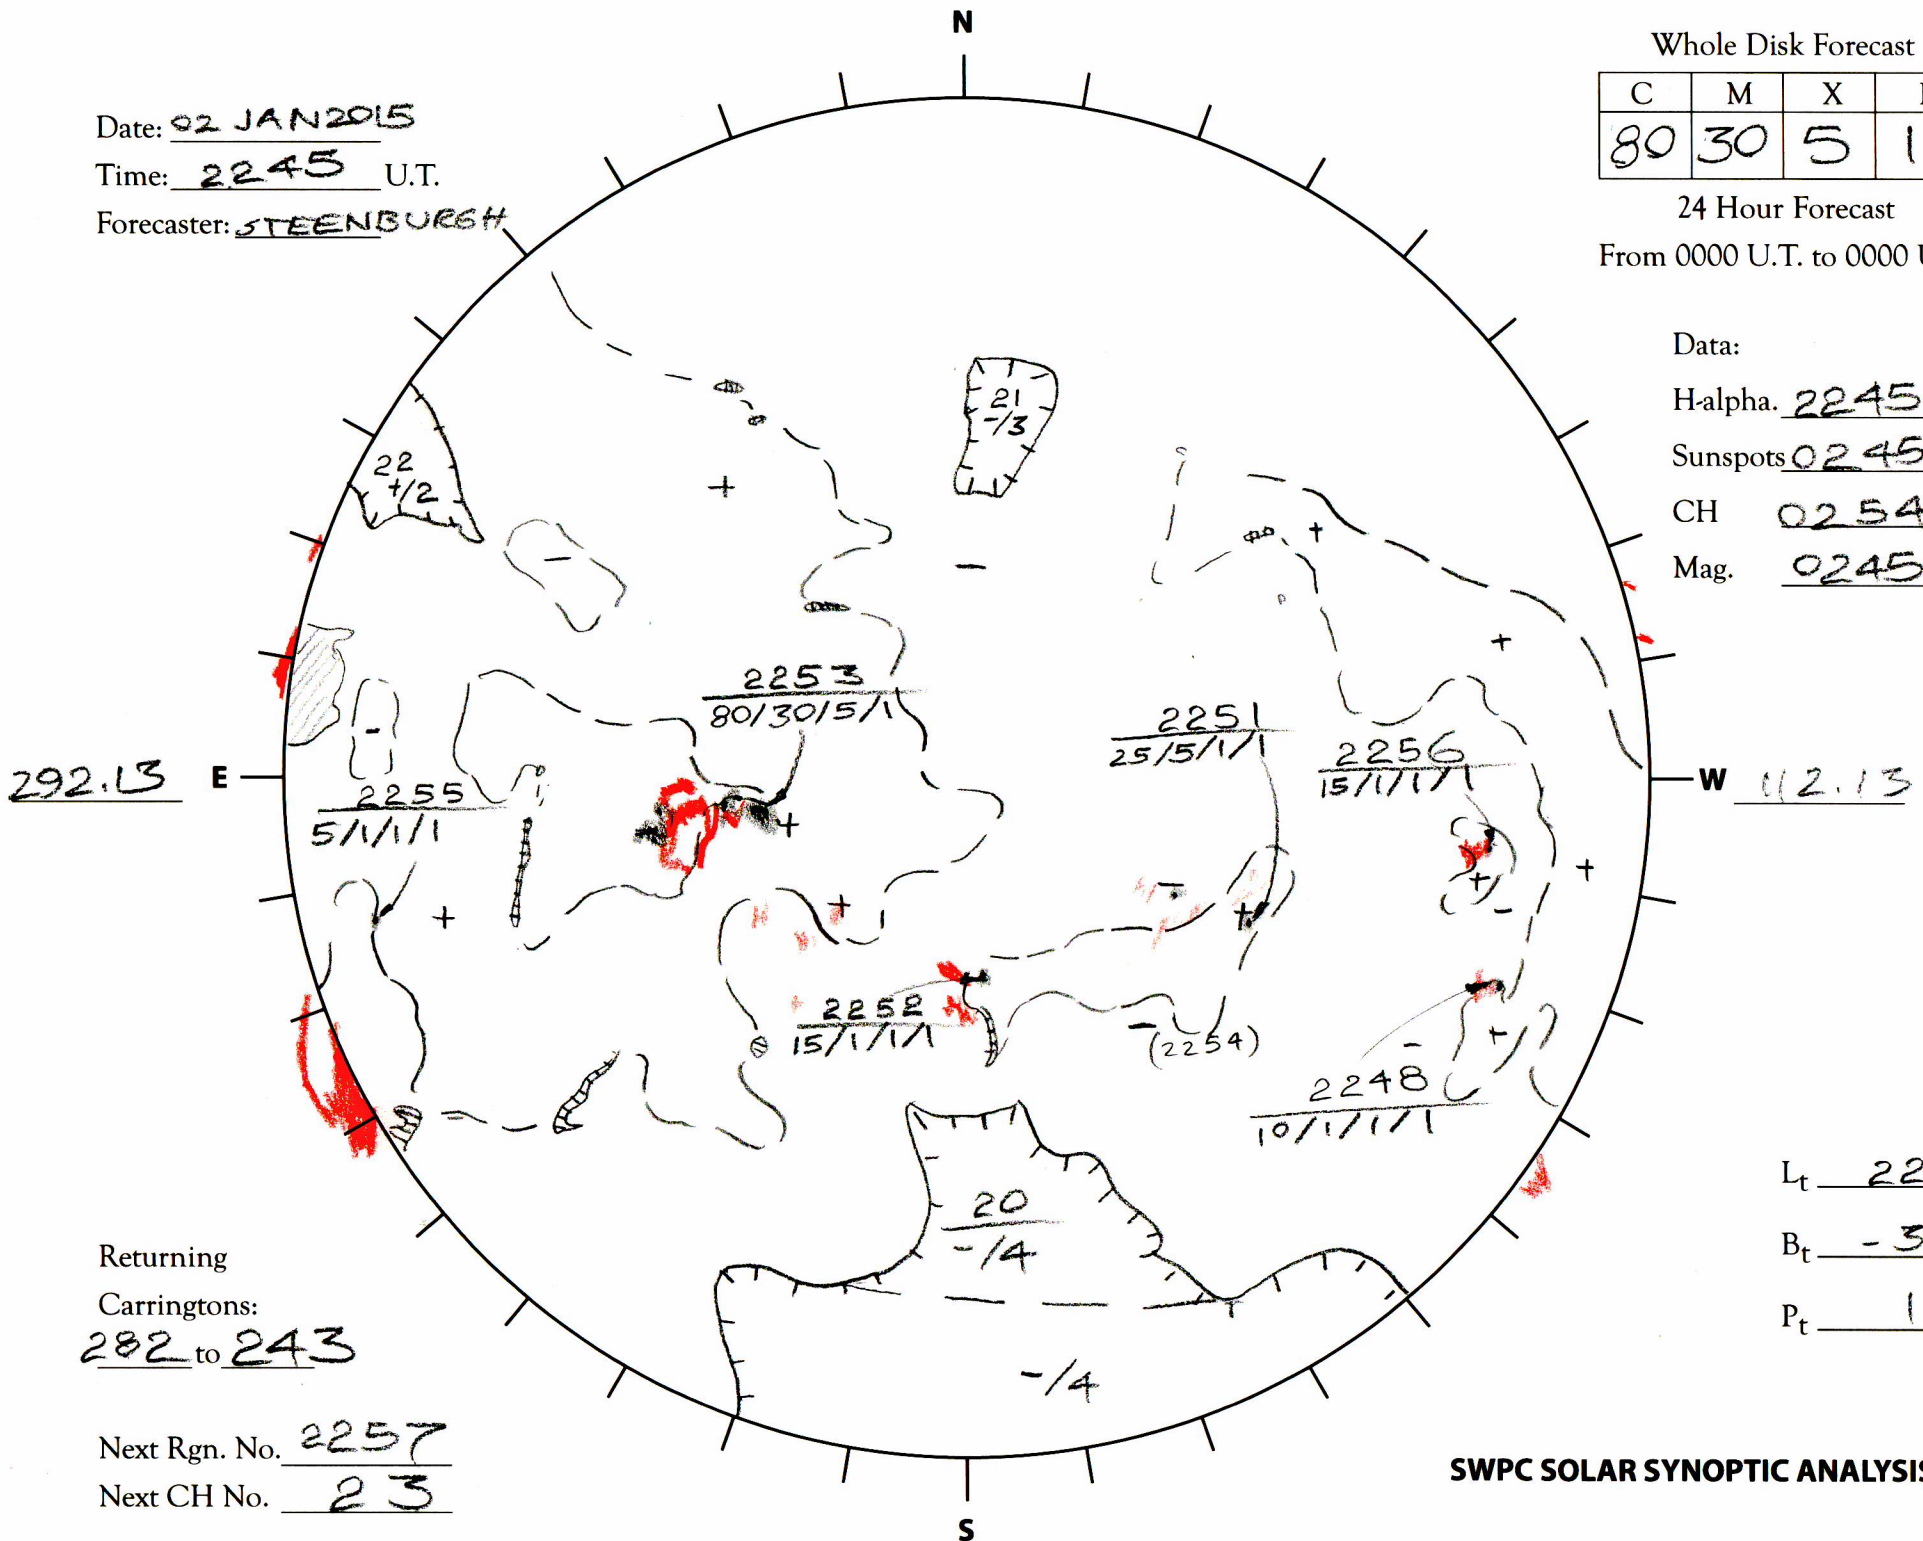 N
Whole Disk Forecast
C M X
80 30 5 1
24 Hour Forecast
From 0000 U.T. to 0000
Date: 02 JAN 2015
Time: 2245 U.T.
Forecaster: STEENBURGH
Data:
H-alpha. 2245
Sunspots 0245
CH 0254
Mag. 0245
21
-/3
22
+/2
+
-
+
-
+
2253
80/30/5/1
2251
25/5/1/1
2256
15/1/1/1
-
292.13 E
W 112.13
2255
5/1/1/1
+
+
+
+
-
+
+
-
2252
15/1/1/1
-
(2254)
+
-
2248
10/1/1/1
20
-/4
-/4
Lt 22
Bt -3
Pt 1
Returning
Carringtons:
282 to 243
Next Rgn. No. 2257
Next CH No. 23
SWPC SOLAR SYNOPTIC ANALYSIS
S